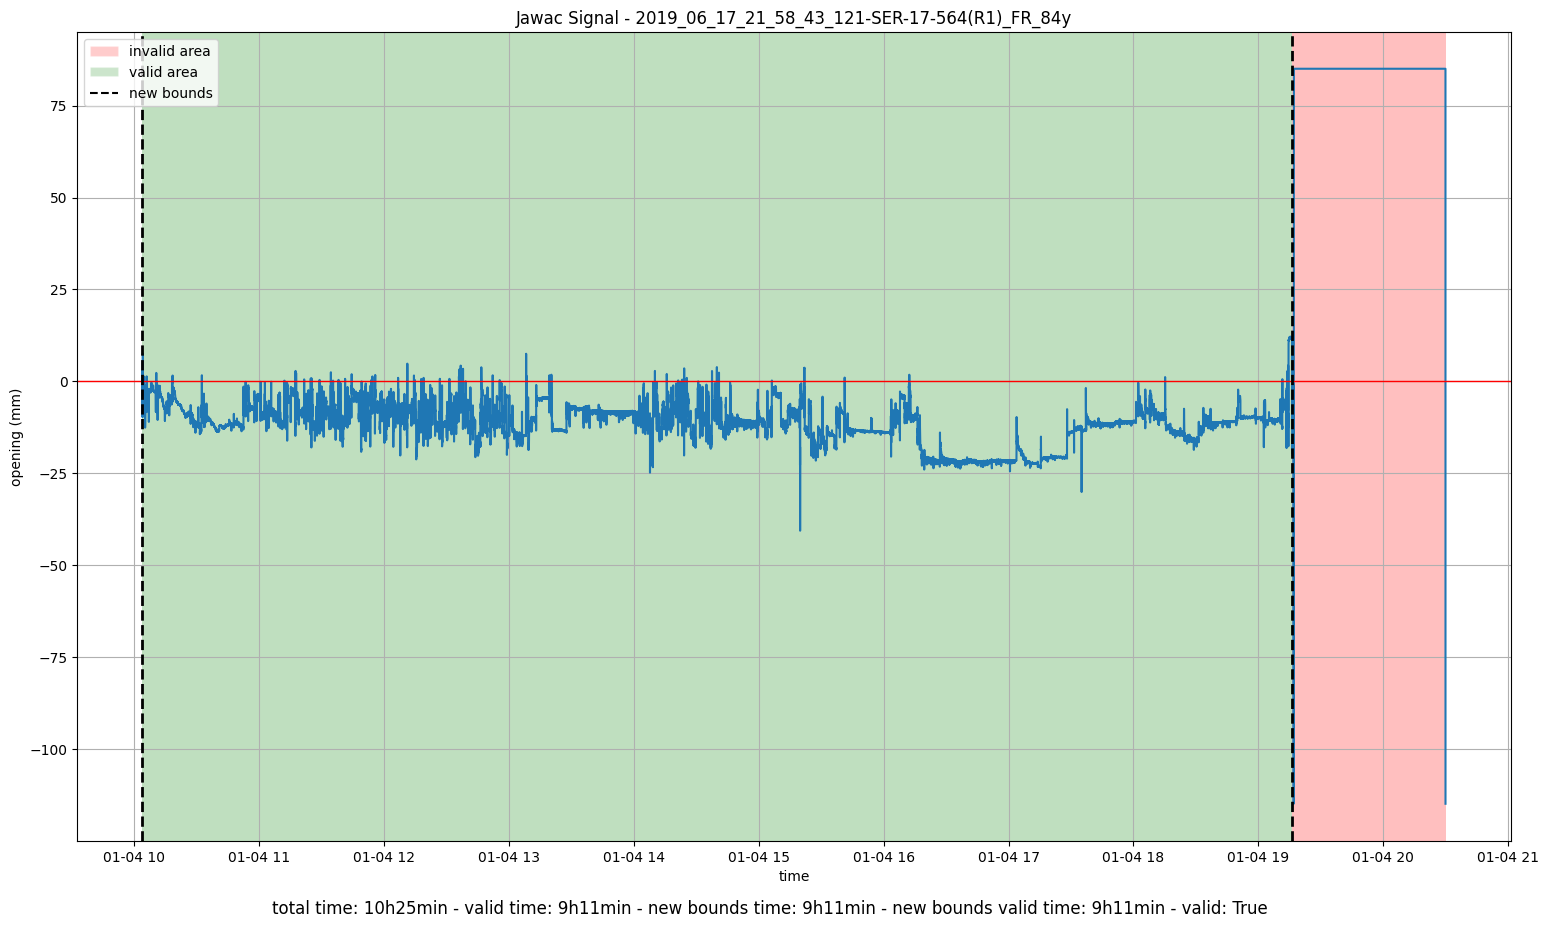 Jawac Signal - 2019_06_17_21_58_43_121-SER-17-564(R1)_FR_84y
invalid area
valid area
new bounds
75
50
25
0
−25
−50
−75
−100
opening (mm)
01-04 10 01-04 11 01-04 12 01-04 13 01-04 14 01-04 15 01-04 16 01-04 17 01-04 18 01-04 19 01-04 20 01-04 21
time
total time: 10h25min - valid time: 9h11min - new bounds time: 9h11min - new bounds valid time: 9h11min - valid: True